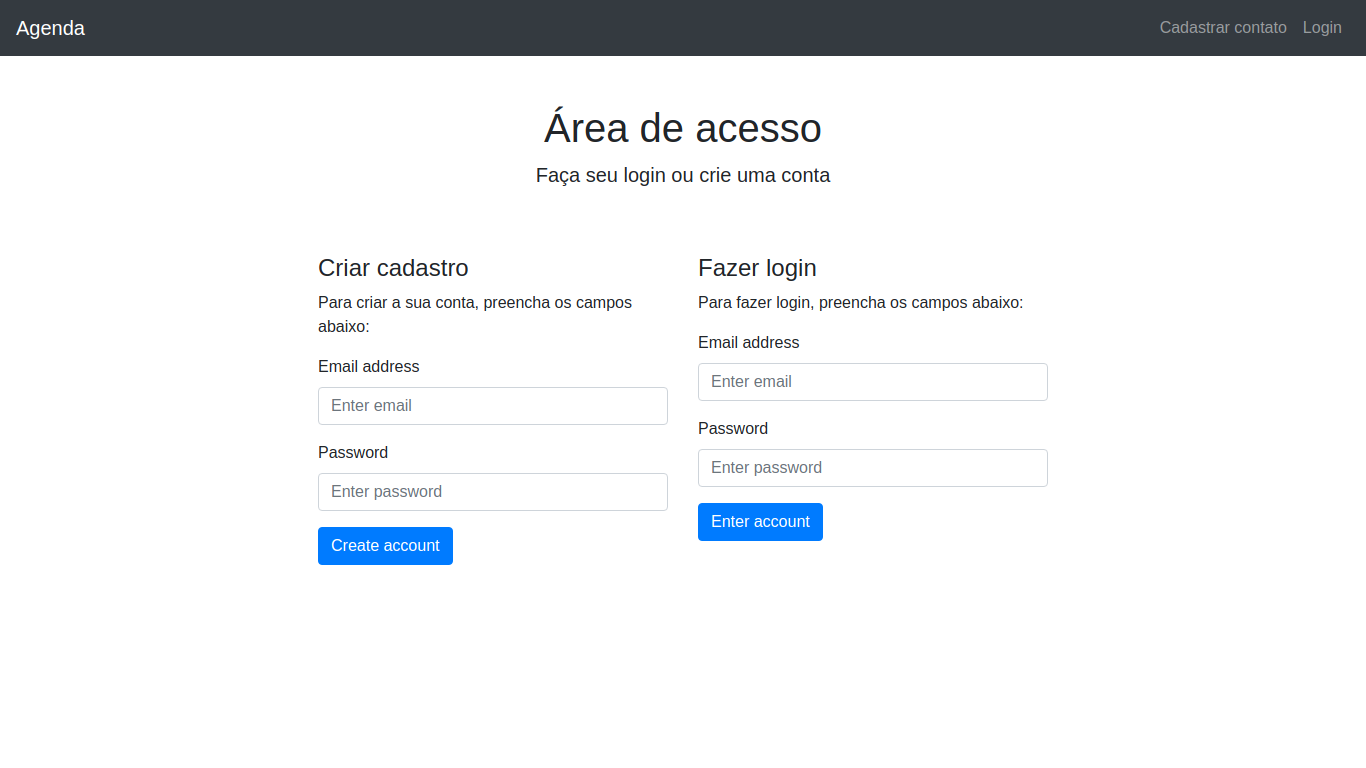 Agenda
Cadastrar contato
Login
Área de acesso
Faça seu login ou crie uma conta
Criar cadastro
Para criar a sua conta, preencha os campos
abaixo:
Email address
Enter email
Password
Enter password
Create account
Fazer login
Para fazer login, preencha os campos abaixo:
Email address
Enter email
Password
Enter password
Enter account